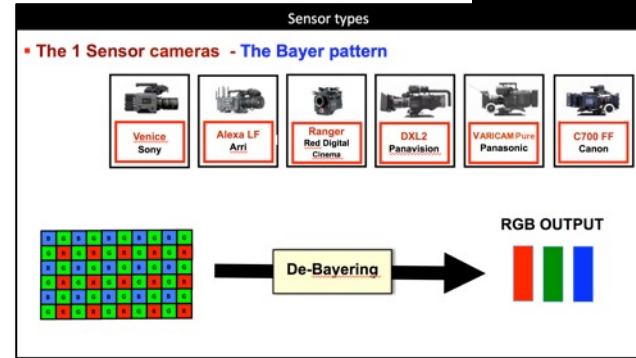 Sensor types
▪ The 1 Sensor cameras - The Bayer pattern
Venice
Sony
Alexa LF
Arri
Ranger
Red Digital
Cinema
DXL2
Panavision
VARICAM Pure
Panasonic
C700 FF
Canon
RGB OUTPUT
B G B G B G B G B
G R G R G R G R
B G B G B G B G B
G R G R G R G R
B G B G B G B G B
G R G R G R G R
De-Bayering